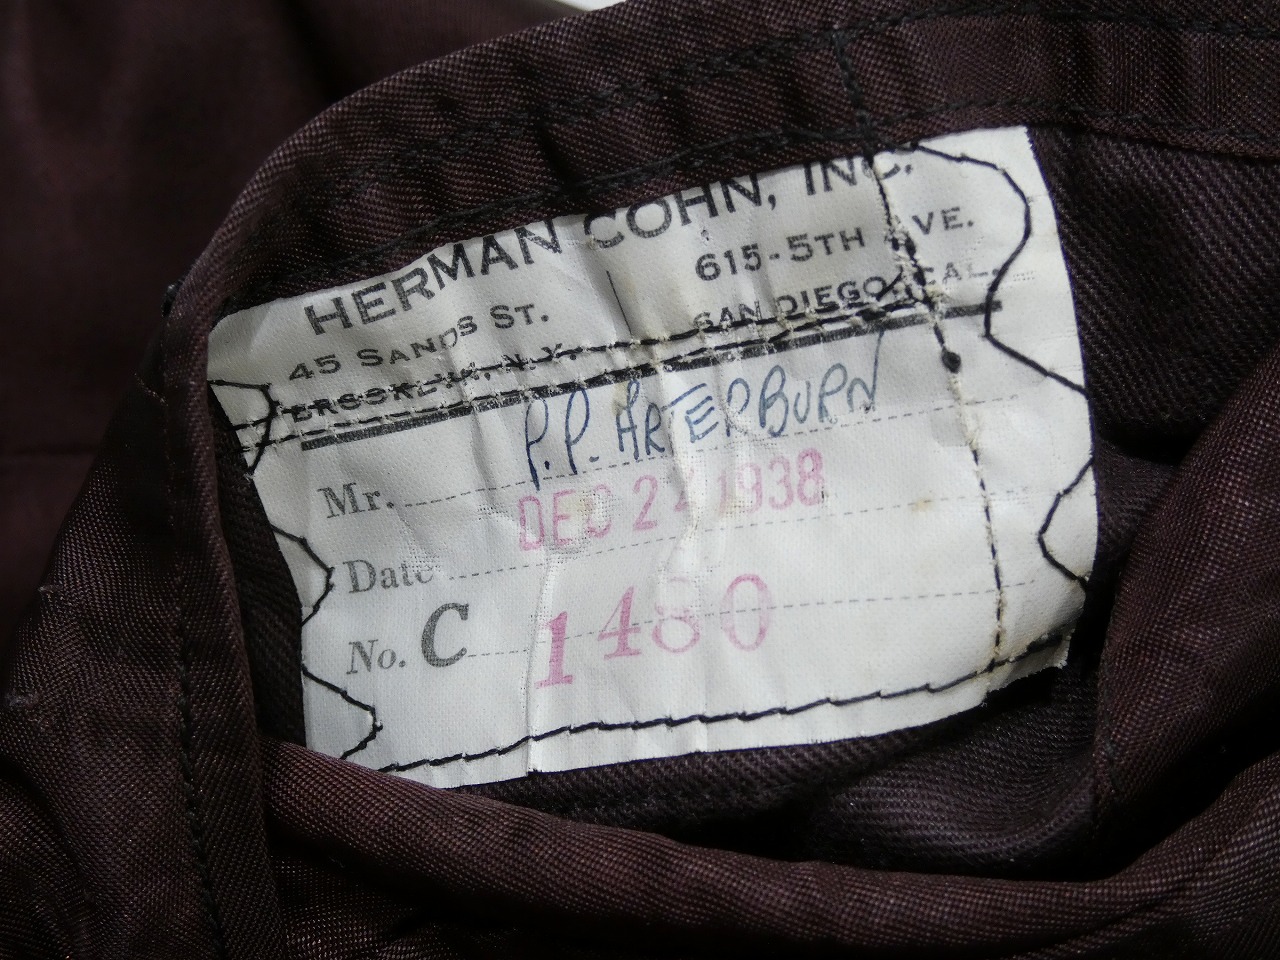 HERMAN COHN, INC.
45 SANDS ST.
BROOKLYN, N.Y.
615-5TH AVE.
SAN DIEGO, CAL.
Mr. P.P. ARTERBURN
Date DEC 22 1938
No. C 1480